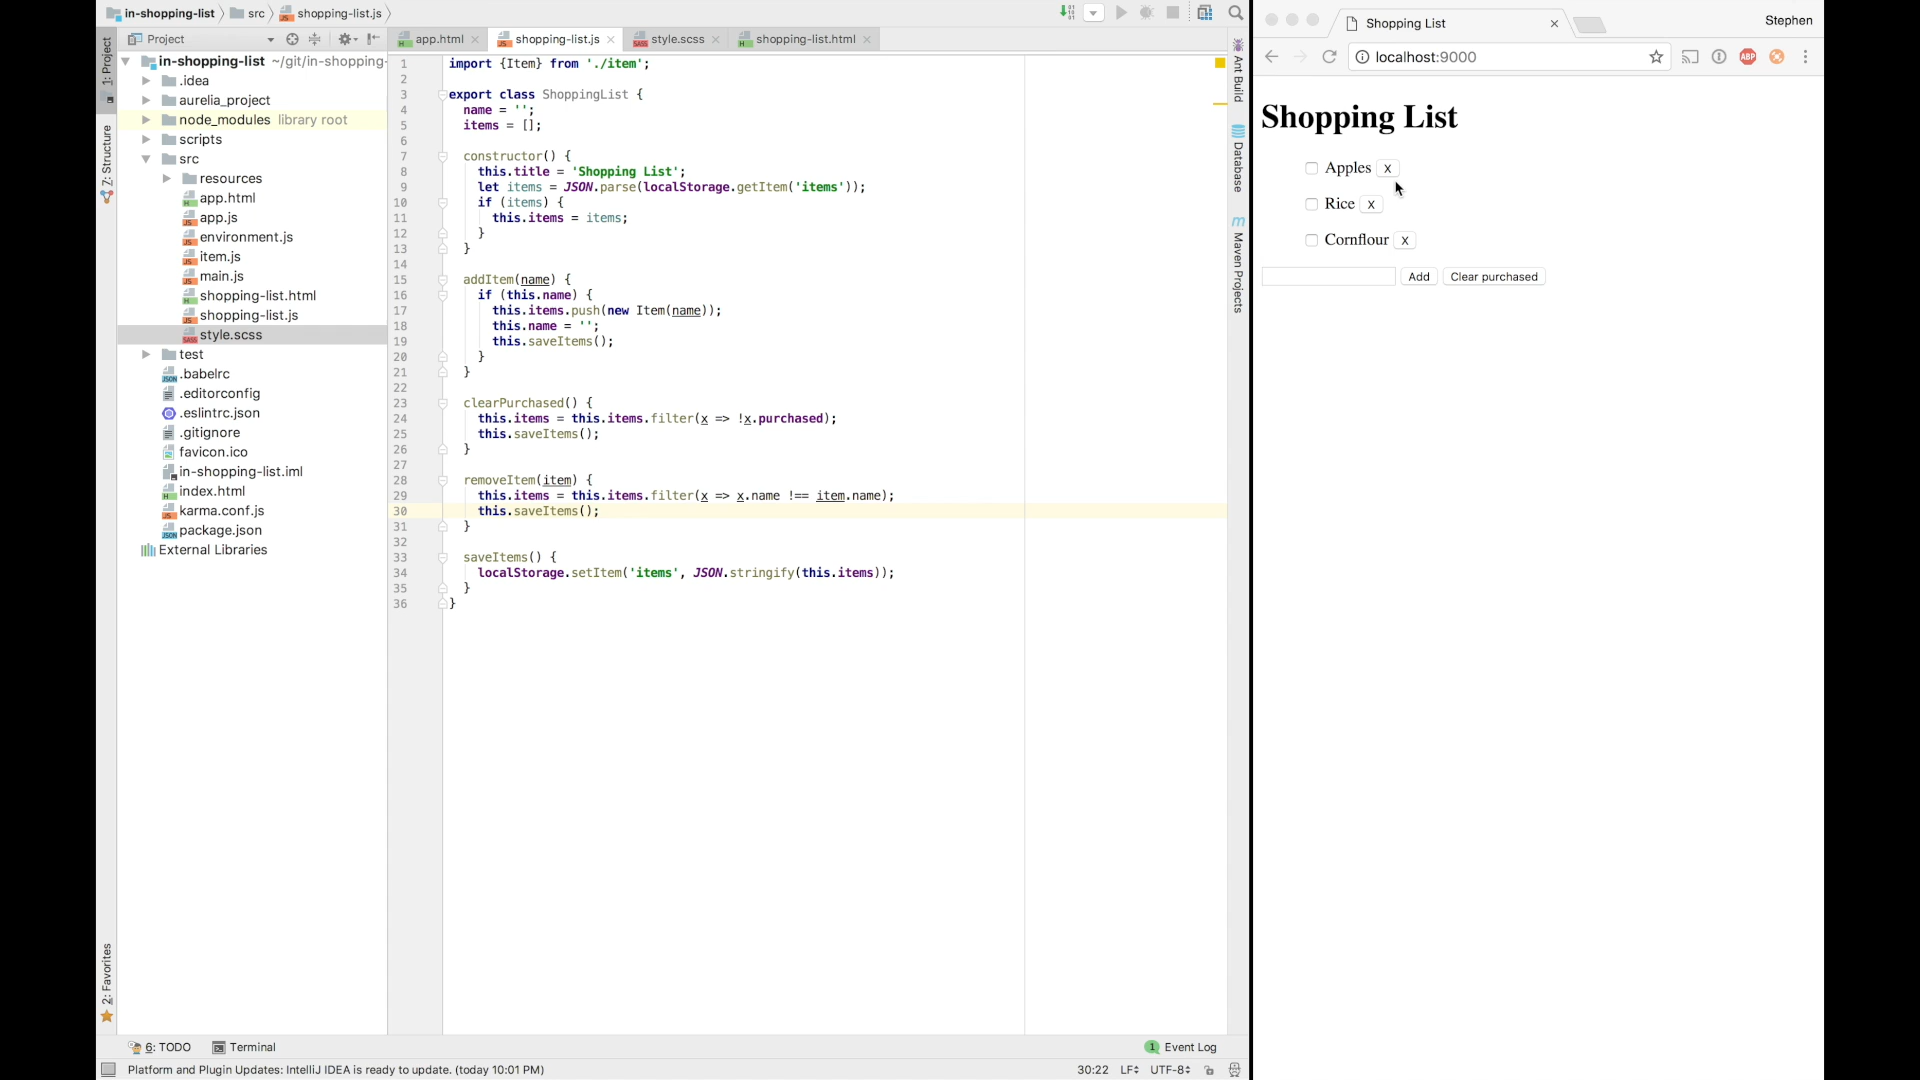 in-shopping-list
src
shopping-list.js
1: Project
7: Structure
2: Favorites
Project
in-shopping-list ~/git/in-shopping-
.idea
aurelia_project
node_modules library root
scripts
src
resources
app.html
app.js
environment.js
item.js
main.js
shopping-list.html
shopping-list.js
style.scss
test
.babelrc
.editorconfig
.eslintrc.json
.gitignore
favicon.ico
in-shopping-list.iml
index.html
karma.conf.js
package.json
External Libraries
app.html
shopping-list.js
style.scss
shopping-list.html
1 import {Item} from './item';
2
3 export class ShoppingList {
4 name = '';
5 items = [];
6
7 constructor() {
8 this.title = 'Shopping List';
9 let items = JSON.parse(localStorage.getItem('items'));
10 if (items) {
11 this.items = items;
12 }
13 }
14
15 addItem(name) {
16 if (this.name) {
17 this.items.push(new Item(name));
18 this.name = '';
19 this.saveItems();
20 }
21 }
22
23 clearPurchased() {
24 this.items = this.items.filter(x => !x.purchased);
25 this.saveItems();
26 }
27
28 removeItem(item) {
29 this.items = this.items.filter(x => x.name !== item.name);
30 this.saveItems();
31 }
32
33 saveItems() {
34 localStorage.setItem('items', JSON.stringify(this.items));
35 }
36 }
Ant Build
Database
Maven Projects
6: TODO
Terminal
1 Event Log
Platform and Plugin Updates: IntelliJ IDEA is ready to update. (today 10:01 PM)
30:22 LF UTF-8
Shopping List
Stephen
localhost:9000
ABP
Shopping List
Apples X
Rice X
Cornflour X
Add
Clear purchased